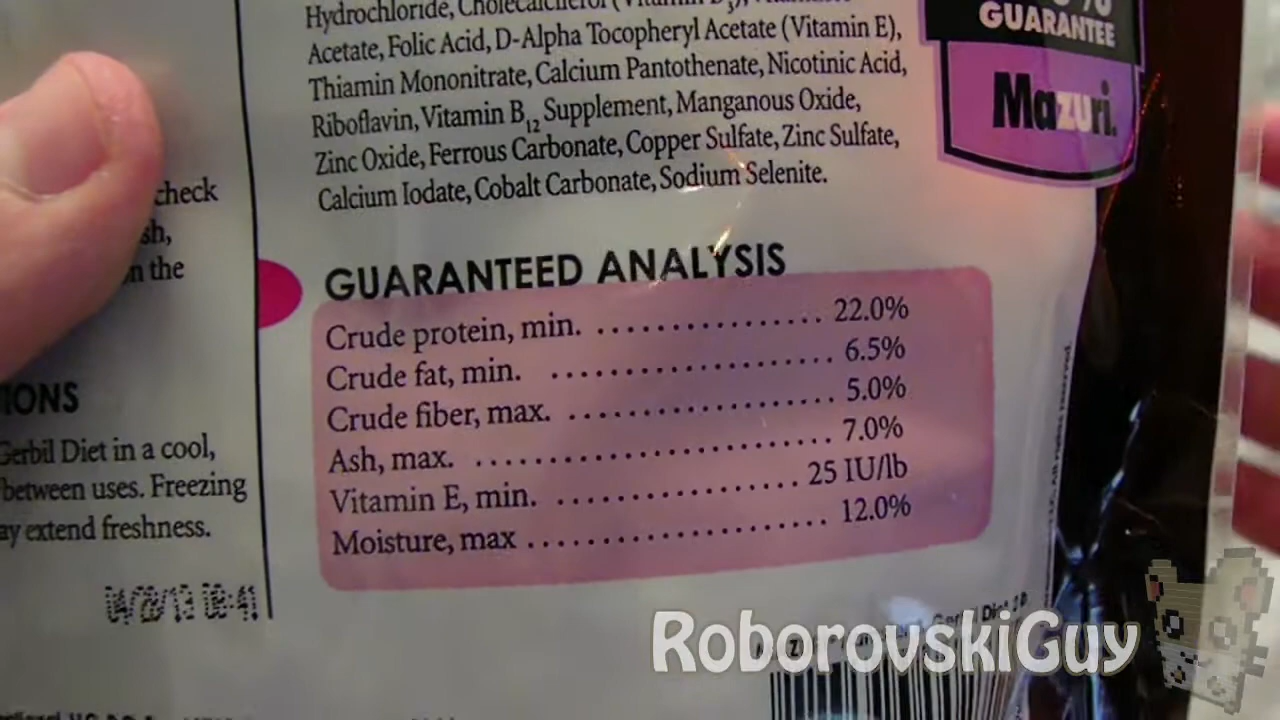 Hydrochloride, Cholecalciferol (Vitamin D3),
Acetate, Folic Acid, D-Alpha Tocopheryl Acetate (Vitamin E),
Thiamin Mononitrate, Calcium Pantothenate, Nicotinic Acid,
Riboflavin, Vitamin B12 Supplement, Manganous Oxide,
Zinc Oxide, Ferrous Carbonate, Copper Sulfate, Zinc Sulfate,
Calcium Iodate, Cobalt Carbonate, Sodium Selenite.
GUARANTEE
Mazuri.
check
sh,
n the
IONS
Gerbil Diet in a cool,
between uses. Freezing
ay extend freshness.
GUARANTEED ANALYSIS
Crude protein, min. .................... 22.0%
Crude fat, min. ......................... 6.5%
Crude fiber, max. ....................... 5.0%
Ash, max. ............................... 7.0%
Vitamin E, min. ..................... 25 IU/lb
Moisture, max ........................... 12.0%
RoborovskiGuy